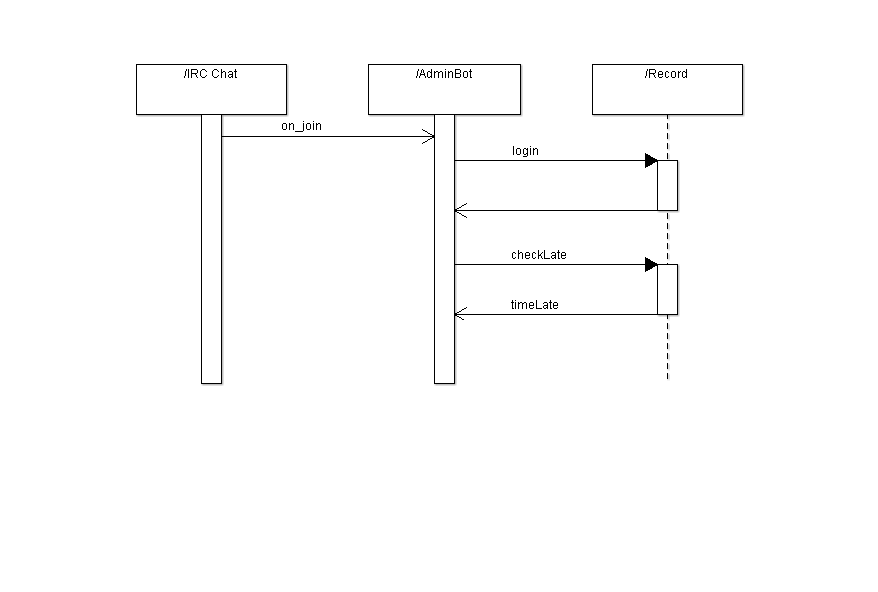 /IRC Chat
/AdminBot
/Record
on_join
login
checkLate
timeLate